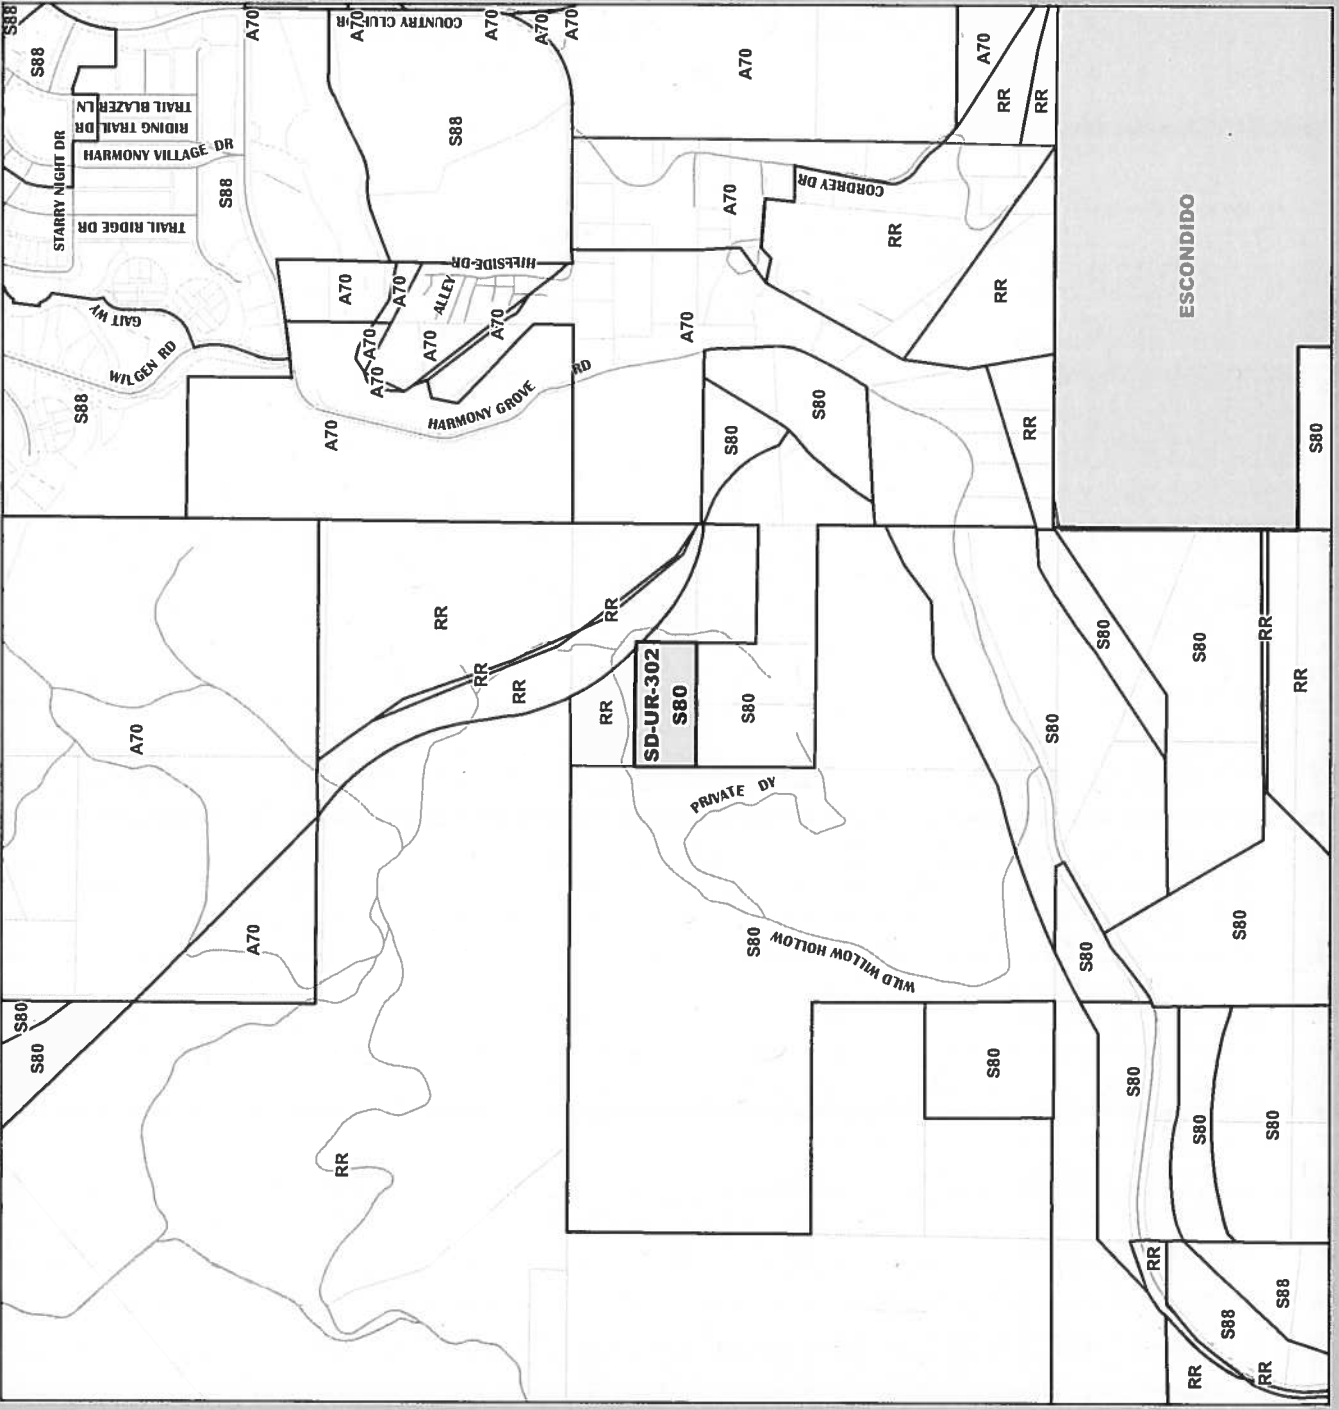 S88
A70
A70
COUNTRY CLUB DR
A70
A70
A70
S88
A70
A70
RR
RR
TRAIL BLAZER LN
RIDING TRAIL DR
HARMONY VILLAGE DR
STARRY NIGHT DR
TRAIL RIDGE DR
S88
S88
A70
CORDREY DR
RR
ESCONDIDO
HILLSIDE DR
A70
A70
ALLEY
RR
GAIT WY
A70
A70
A70
A70
WILGEN RD
A70
S88
HARMONY GROVE RD
A70
S80
S80
RR
S80
RR
RR
RR
RR
RR
SD-UR-302
S80
S80
S80
S80
RR
RR
A70
S80
PRIVATE DY
A70
S80
WILD WILLOW HOLLOW
S80
S80
S80
S80
S80
S80
S80
S80
RR
RR
S88
S88
RR
RR